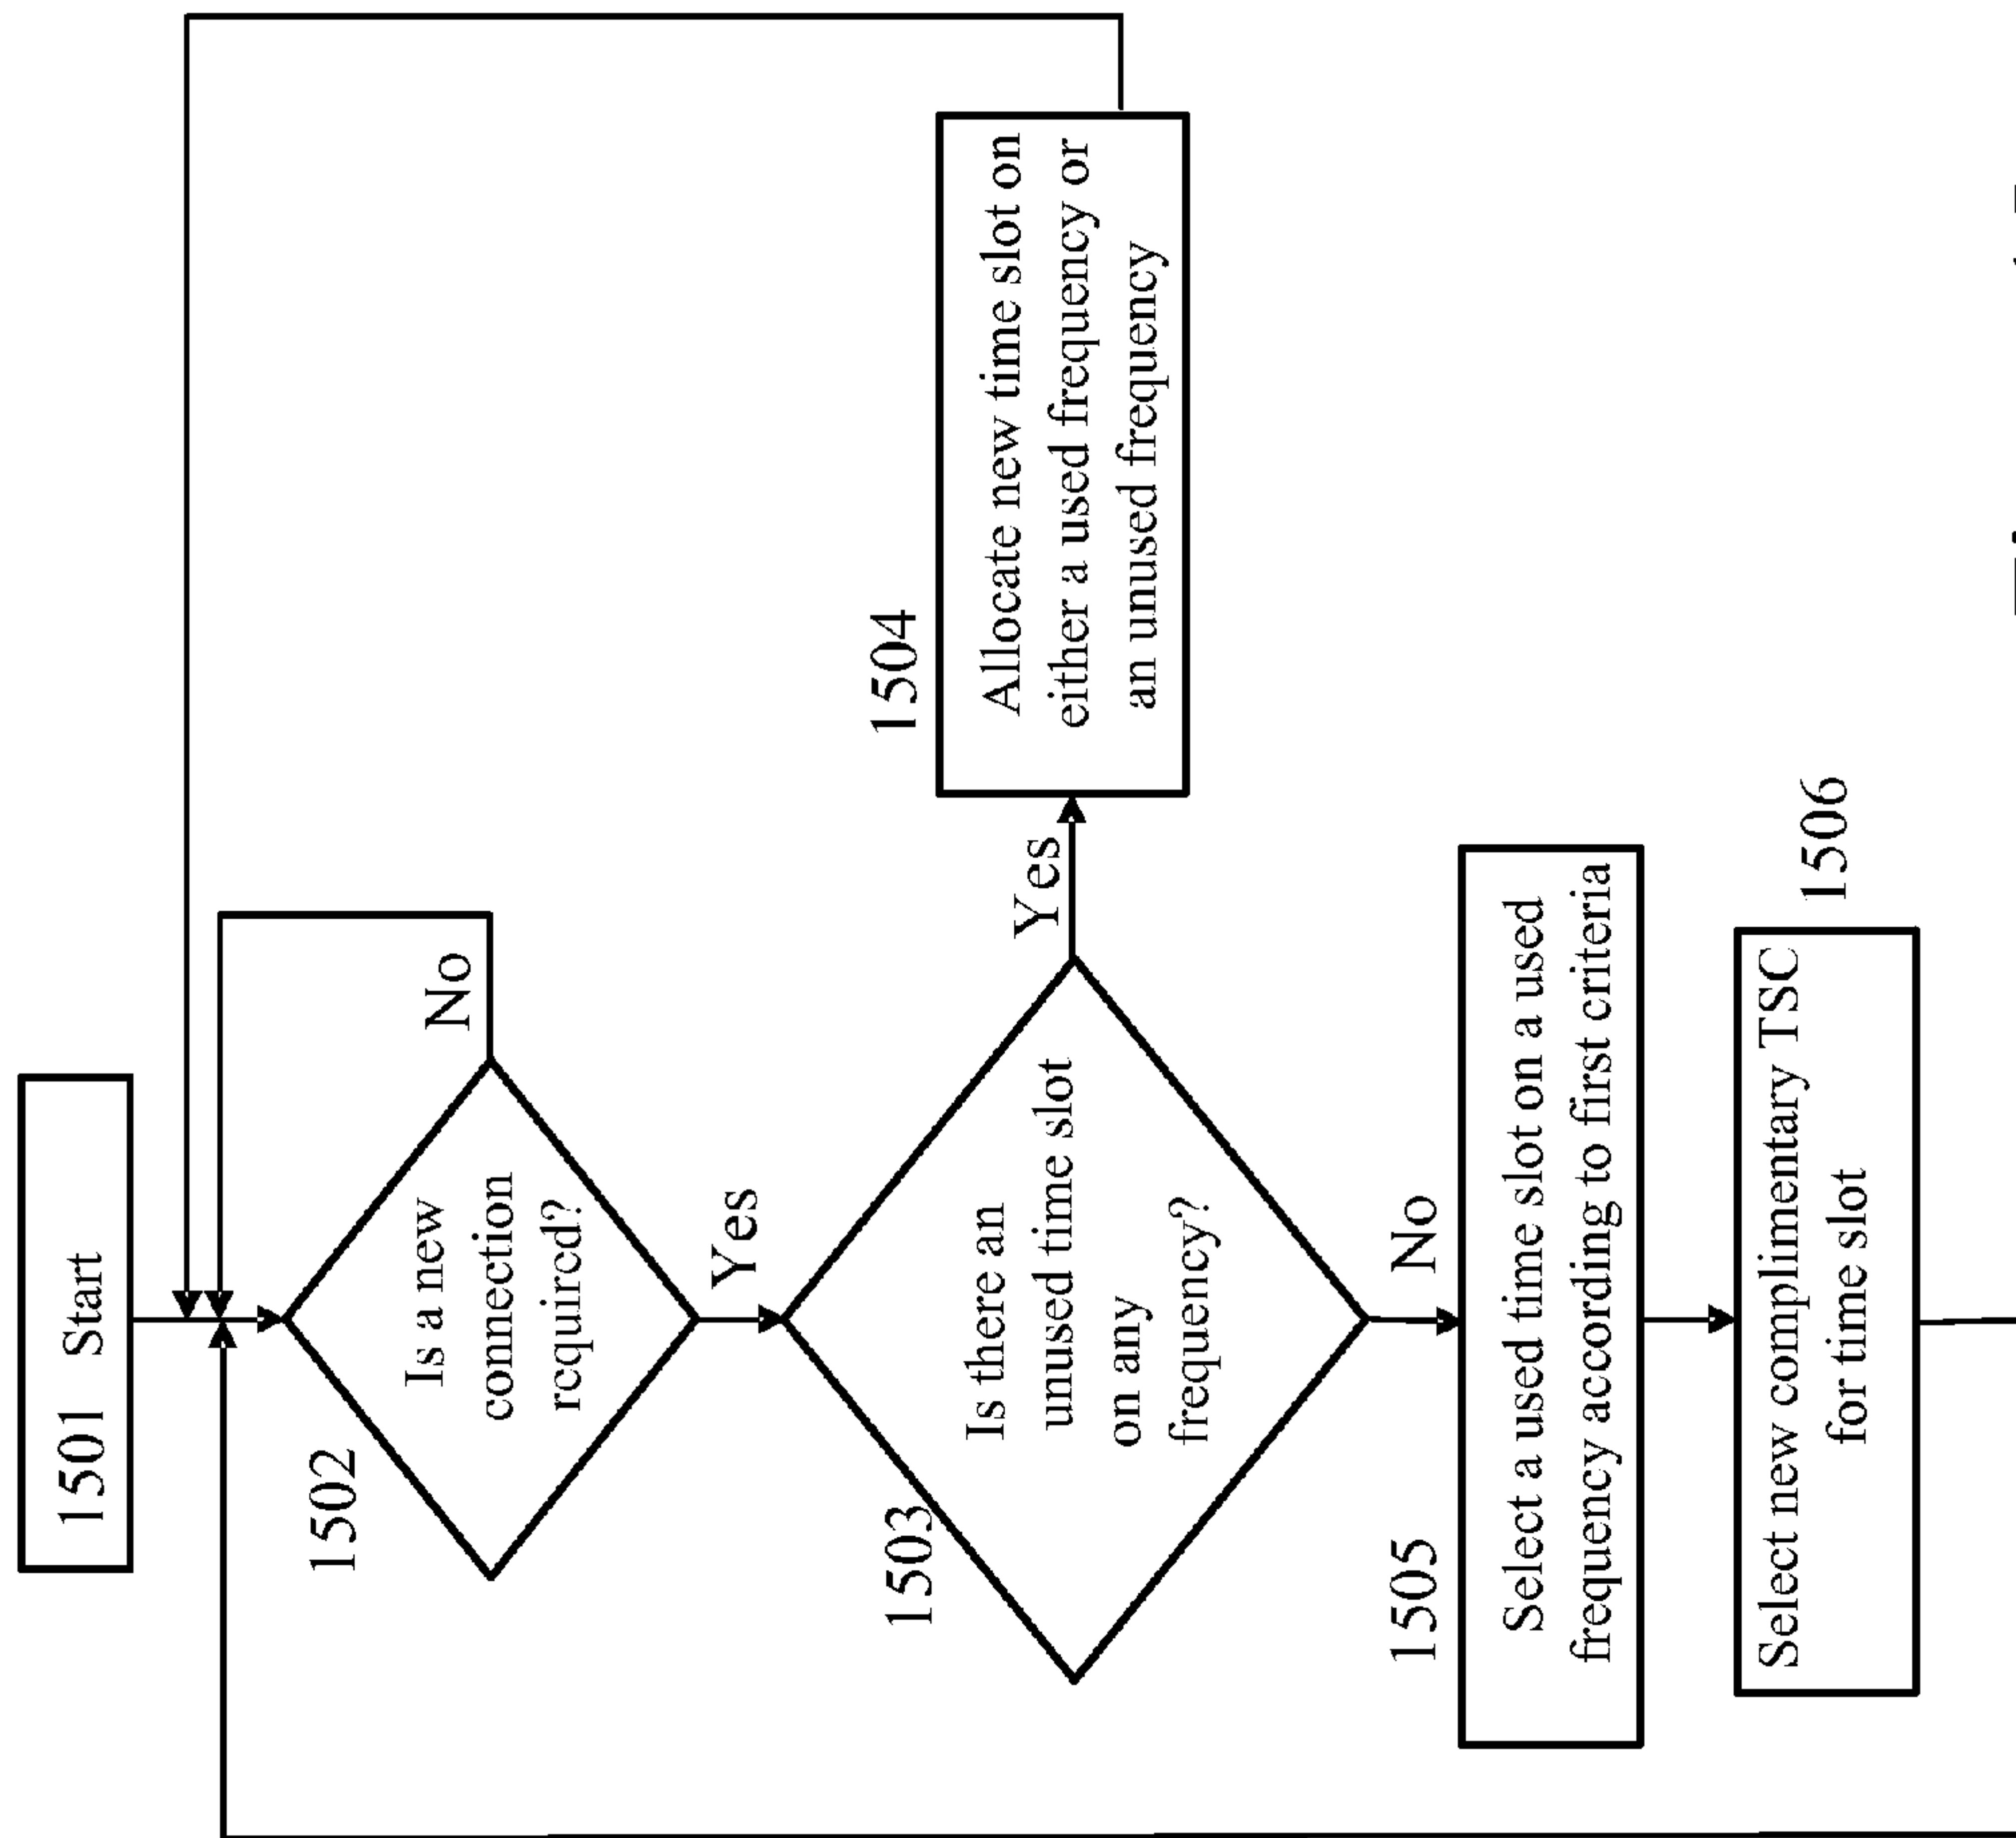 1501 Start
1502
Is a new
connection
required?
No
Yes
1503
Is there an
unused time slot
on any
frequency?
Yes
1504
Allocate new time slot on
either a used frequency or
an unused frequency
No
1505
Select a used time slot on a used
frequency according to first criteria
1506
Select new complimentary TSC
for time slot